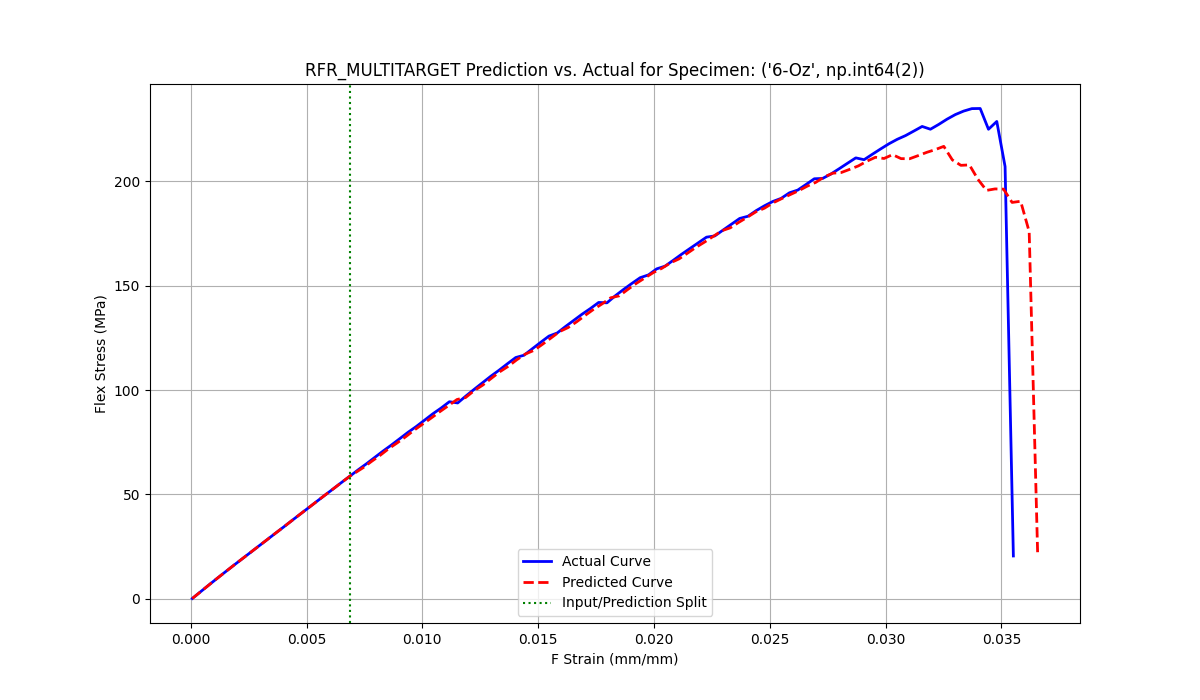 RFR_MULTITARGET Prediction vs. Actual for Specimen: ('6-Oz', np.int64(2))
Flex Stress (MPa)
200
150
100
50
0
Actual Curve
Predicted Curve
Input/Prediction Split
0.000 0.005 0.010 0.015 0.020 0.025 0.030 0.035
F Strain (mm/mm)